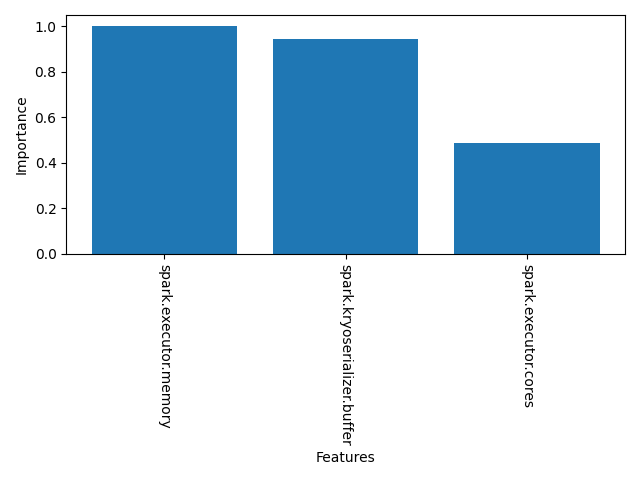 Importance
1.0
0.8
0.6
0.4
0.2
0.0
spark.executor.memory
spark.kryoserializer.buffer
spark.executor.cores
Features